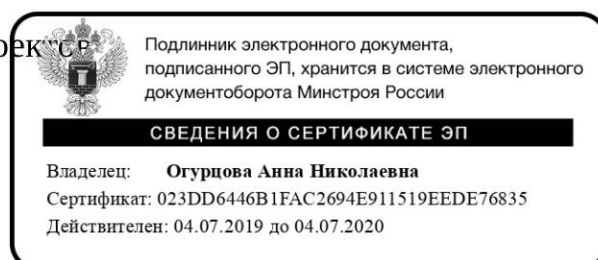 Подлинник электронного документа,
подписанного ЭП, хранится в системе электронного
документоборота Минстроя России
СВЕДЕНИЯ О СЕРТИФИКАТЕ ЭП
Владелец: Огурцова Анна Николаевна
Сертификат: 023DD6446B1FAC2694E911519EEDE76835
Действителен: 04.07.2019 до 04.07.2020